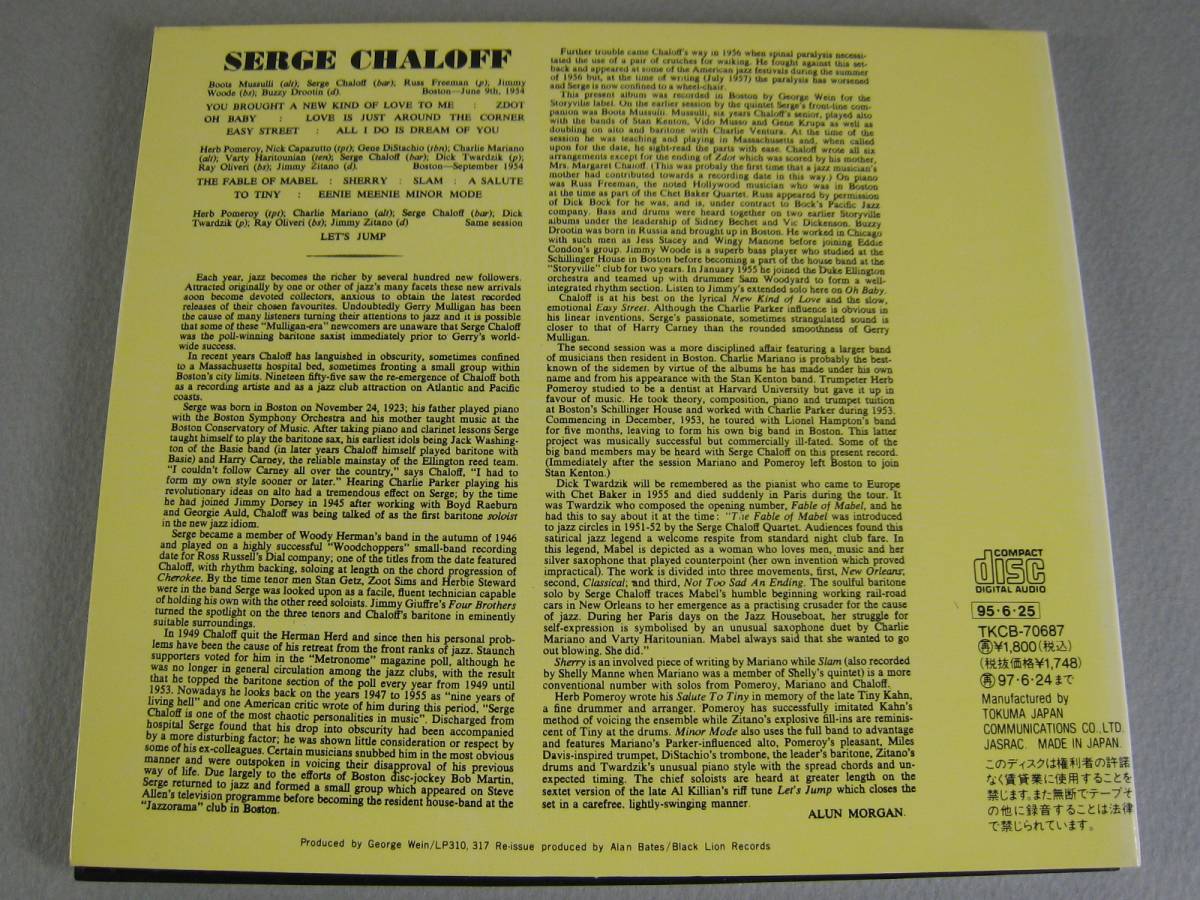 SERGE CHALOFF
Boots Mussulli (alt); Serge Chaloff (bar); Russ Freeman (p); Jimmy
Woode (bs); Buzzy Drootin (d). Boston—June 9th, 1954
YOU BROUGHT A NEW KIND OF LOVE TO ME : ZDOT
OH BABY : LOVE IS JUST AROUND THE CORNER
EASY STREET : ALL I DO IS DREAM OF YOU
Herb Pomeroy, Nick Capazutto (tpt); Gene DiStachio (tbn); Charlie Mariano
(alt); Varty Haritounian (ten); Serge Chaloff (bar); Dick Twardzik (p);
Ray Oliveri (bs); Jimmy Zitano (d). Boston—September 1954
THE FABLE OF MABEL : SHERRY : SLAM : A SALUTE
TO TINY : EENIE MEENIE MINOR MODE
Herb Pomeroy (tpt); Charlie Mariano (alt); Serge Chaloff (bar); Dick
Twardzik (p); Ray Oliveri (bs); Jimmy Zitano (d) Same session
LET'S JUMP
Each year, jazz becomes the richer by several hundred new followers.
Attracted originally by one or other of jazz's many facets these new arrivals
soon become devoted collectors, anxious to obtain the latest recorded
releases of their chosen favourites. Undoubtedly Gerry Mulligan has been
the cause of many listeners turning their attentions to jazz and it is possible
that some of these "Mulligan-era" newcomers are unaware that Serge Chaloff
was the poll-winning baritone saxist immediately prior to Gerry's world-
wide success.
In recent years Chaloff has languished in obscurity, sometimes confined
to a Massachusetts hospital bed, sometimes fronting a small group within
Boston's city limits. Nineteen fifty-five saw the re-emergence of Chaloff both
as a recording artiste and as a jazz club attraction on Atlantic and Pacific
coasts.
Serge was born in Boston on November 24, 1923; his father played piano
with the Boston Symphony Orchestra and his mother taught music at the
Boston Conservatory of Music. After taking piano and clarinet lessons Serge
taught himself to play the baritone sax, his earliest idols being Jack Washing-
ton of the Basie band (in later years Chaloff himself played baritone with
Basie) and Harry Carney, the reliable mainstay of the Ellington reed team.
"I couldn't follow Carney all over the country," says Chaloff, "I had to
form my own style sooner or later." Hearing Charlie Parker playing his
revolutionary ideas on alto had a tremendous effect on Serge; by the time
he had joined Jimmy Dorsey in 1945 after working with Boyd Raeburn
and Georgie Auld, Chaloff was being talked of as the first baritone soloist
in the new jazz idiom.
Serge became a member of Woody Herman's band in the autumn of 1946
and played on a highly successful "Woodchoppers" small-band recording
date for Ross Russell's Dial company; one of the titles from the date featured
Chaloff, with rhythm backing, soloing at length on the chord progression of
Cherokee. By the time tenor men Stan Getz, Zoot Sims and Herbie Steward
were in the band Serge was looked upon as a facile, fluent technician capable
of holding his own with the other reed soloists. Jimmy Giuffre's Four Brothers
turned the spotlight on the three tenors and Chaloff's baritone in eminently
suitable surroundings.
In 1949 Chaloff quit the Herman Herd and since then his personal prob-
lems have been the cause of his retreat from the front ranks of jazz. Staunch
supporters voted for him in the "Metronome" magazine poll, although he
was no longer in general circulation among the jazz clubs, with the result
that he topped the baritone section of the poll every year from 1949 until
1953. Nowadays he looks back on the years 1947 to 1955 as "nine years of
living hell" and one American critic wrote of him during this period, "Serge
Chaloff is one of the most chaotic personalities in music". Discharged from
hospital Serge found that his drop into obscurity had been accompanied
by a more disturbing factor; he was shown little consideration or respect by
some of his ex-colleagues. Certain musicians snubbed him in the most obvious
manner and were outspoken in voicing their disapproval of his previous
way of life. Due largely to the efforts of Boston disc-jockey Bob Martin,
Serge returned to jazz and formed a small group which appeared on Steve
Allen's television programme before becoming the resident house-band at the
"Jazzorama" club in Boston.
Further trouble came Chaloff's way in 1956 when spinal paralysis necessi-
tated the use of a pair of crutches for walking. He fought against this set-
back and appeared at some of the American jazz festivals during the summer
of 1956 but, at the time of writing (July 1957) the paralysis has worsened
and Serge is now confined to a wheel-chair.
This present album was recorded in Boston by George Wein for the
Storyville label. On the earlier session by the quintet Serge's front-line com-
panion was Boots Mussulli. Mussulli, six years Chaloff's senior, played also
with the bands of Stan Kenton, Vido Musso and Gene Krupa as well as
doubling on alto and baritone with Charlie Ventura. At the time of the
session he was teaching and playing in Massachusetts and, when called
upon for the date, he sight-read the parts with ease. Chaloff wrote all six
arrangements except for the ending of Zdot which was scored by his mother,
Mrs. Margaret Chaloff. (This was probaly the first time that a jazz musician's
mother had contributed towards a recording date in this way.) On piano
was Russ Freeman, the noted Hollywood musician who was in Boston
at the time as part of the Chet Baker Quartet. Russ appeared by permission
of Dick Bock for he was, and is, under contract to Bock's Pacific Jazz
company. Bass and drums were heard together on two earlier Storyville
albums under the leadership of Sidney Bechet and Vic Dickenson. Buzzy
Drootin was born in Russia and brought up in Boston. He worked in Chicago
with such men as Jess Stacey and Wingy Manone before joining Eddie
Condon's group. Jimmy Woode is a superb bass player who studied at the
Schillinger House in Boston before becoming a part of the house band at the
"Storyville" club for two years. In January 1955 he joined the Duke Ellington
orchestra and teamed up with drummer Sam Woodyard to form a well-
integrated rhythm section. Listen to Jimmy's extended solo here on Oh Baby.
Chaloff is at his best on the lyrical New Kind of Love and the slow,
emotional Easy Street. Although the Charlie Parker influence is obvious in
his linear inventions, Serge's passionate, sometimes strangulated sound is
closer to that of Harry Carney than the rounded smoothness of Gerry
Mulligan.
The second session was a more disciplined affair featuring a larger band
of musicians then resident in Boston. Charlie Mariano is probably the best-
known of the sidemen by virtue of the albums he has made under his own
name and from his appearance with the Stan Kenton band. Trumpeter Herb
Pomeroy studied to be a dentist at Harvard University but gave it up in
favour of music. He took theory, composition, piano and trumpet tuition
at Boston's Schillinger House and worked with Charlie Parker during 1953.
Commencing in December, 1953, he toured with Lionel Hampton's band
for five months, leaving to form his own big band in Boston. This latter
project was musically successful but commercially ill-fated. Some of the
big band members may be heard with Serge Chaloff on this present record.
(Immediately after the session Mariano and Pomeroy left Boston to join
Stan Kenton.)
Dick Twardzik will be remembered as the pianist who came to Europe
with Chet Baker in 1955 and died suddenly in Paris during the tour. It
was Twardzik who composed the opening number, Fable of Mabel, and he
had this to say about it at the time: "The Fable of Mabel was introduced
to jazz circles in 1951-52 by the Serge Chaloff Quartet. Audiences found this
satirical jazz legend a welcome respite from standard night club fare. In
this legend, Mabel is depicted as a woman who loves men, music and her
silver saxophone that played counterpoint (her own invention which proved
impractical). The work is divided into three movements, first, New Orleans;
second, Classical; and third, Not Too Sad An Ending. The soulful baritone
solo by Serge Chaloff traces Mabel's humble beginning working rail-road
cars in New Orleans to her emergence as a practising crusader for the cause
of jazz. During her Paris days on the Jazz Houseboat, her struggle for
self-expression is symbolised by an unusual saxophone duet by Charlie
Mariano and Varty Haritounian. Mabel always said that she wanted to go
out blowing. She did."
Sherry is an involved piece of writing by Mariano while Slam (also recorded
by Shelly Manne when Mariano was a member of Shelly's quintet) is a more
conventional number with solos from Pomeroy, Mariano and Chaloff.
Herb Pomeroy wrote his Salute To Tiny in memory of the late Tiny Kahn,
a fine drummer and arranger. Pomeroy has successfully imitated Kahn's
method of voicing the ensemble while Zitano's explosive fill-ins are reminis-
cent of Tiny at the drums. Minor Mode also uses the full band to advantage
and features Mariano's Parker-influenced alto, Pomeroy's pleasant, Miles
Davis-inspired trumpet, DiStachio's trombone, the leader's baritone, Zitano's
drums and Twardzik's unusual piano style with the spread chords and un-
expected timing. The chief soloists are heard at greater length on the
sextet version of the late Al Killian's riff tune Let's Jump which closes the
set in a carefree, lightly-swinging manner.
ALUN MORGAN.
Produced by George Wein/LP310, 317 Re-issue produced by Alan Bates/Black Lion Records
COMPACT
disc
DIGITAL AUDIO
95・6・25
TKCB-70687
再¥1,800(税込)
(税抜価格¥1,748)
再97・6・24まで
Manufactured by
TOKUMA JAPAN
COMMUNICATIONS CO.,LTD.
JASRAC. MADE IN JAPAN.
このディスクは権利者の許諾
なく賃貸業に使用することを
禁じます。また無断でテープそ
の他に録音することは法律
で禁じられています。